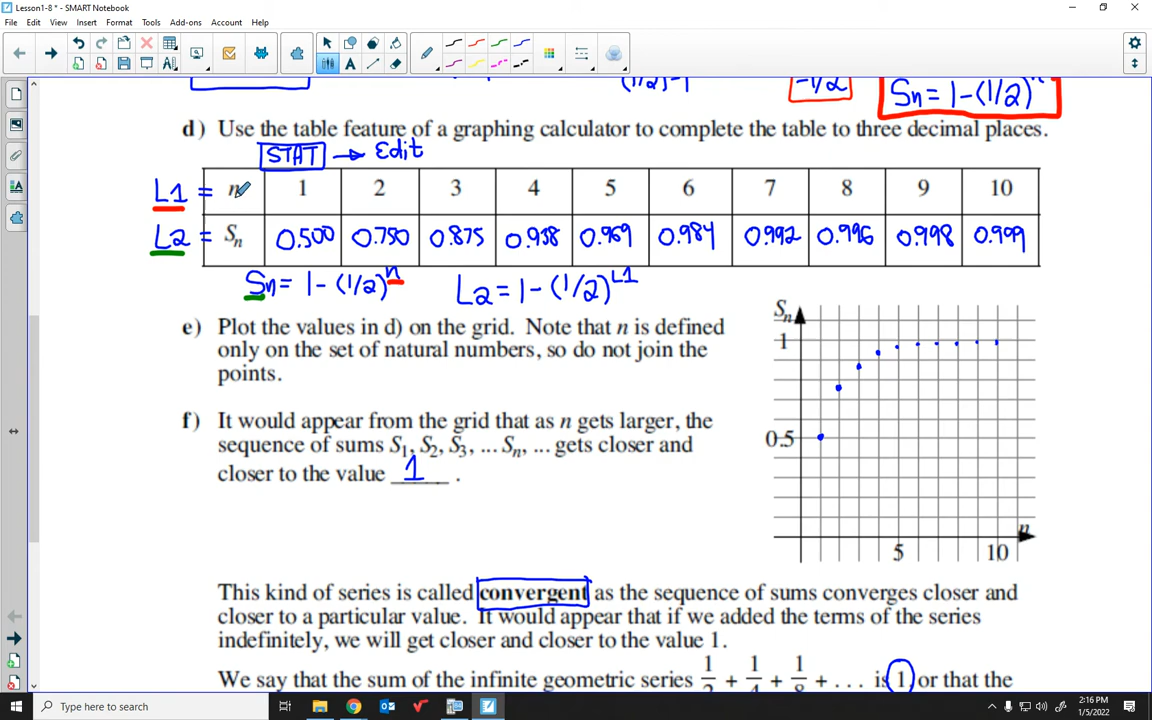 Lesson1-8 * - SMART Notebook
File Edit View Insert Format Tools Add-ons Account Help
(1/2)-1
-1/2
Sn = 1-(1/2)^n
d) Use the table feature of a graphing calculator to complete the table to three decimal places.
STAT → Edit
L1 = n 1 2 3 4 5 6 7 8 9 10
L2 = Sn 0.500 0.750 0.875 0.938 0.969 0.984 0.992 0.996 0.998 0.999
Sn = 1 - (1/2)^n L2 = 1 - (1/2)^L1
e) Plot the values in d) on the grid. Note that n is defined
only on the set of natural numbers, so do not join the
points.
f) It would appear from the grid that as n gets larger, the
sequence of sums S1, S2, S3, ... Sn, ... gets closer and
closer to the value 1 .
Sn
1
0.5
n
5 10
This kind of series is called convergent as the sequence of sums converges closer and
closer to a particular value. It would appear that if we added the terms of the series
indefinitely, we will get closer and closer to the value 1.
We say that the sum of the infinite geometric series 1/2 + 1/4 + 1/8 + . . . is 1 or that the
Type here to search
2:16 PM
1/5/2022